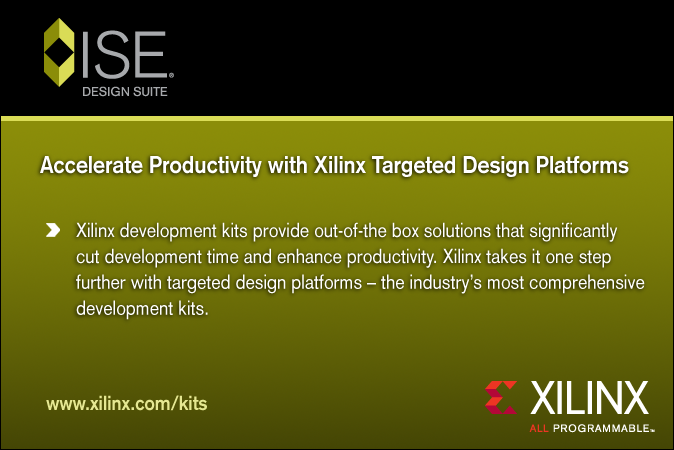 ISE®
DESIGN SUITE
Accelerate Productivity with Xilinx Targeted Design Platforms
Xilinx development kits provide out-of-the box solutions that significantly
cut development time and enhance productivity. Xilinx takes it one step
further with targeted design platforms – the industry's most comprehensive
development kits.
www.xilinx.com/kits
XILINX
ALL PROGRAMMABLE™